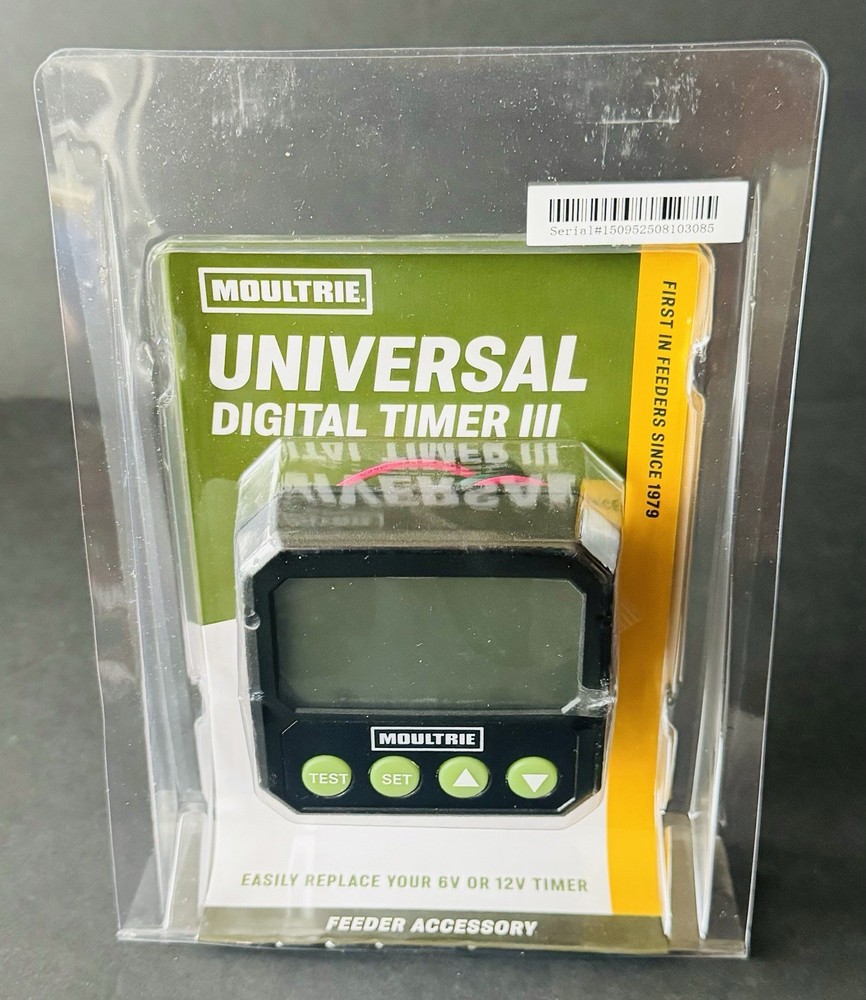 Serial#150952508103085
MOULTRIE
UNIVERSAL
DIGITAL TIMER III
FIRST IN FEEDERS SINCE 1979
MOULTRIE
TEST SET
EASILY REPLACE YOUR 6V OR 12V TIMER
FEEDER ACCESSORY